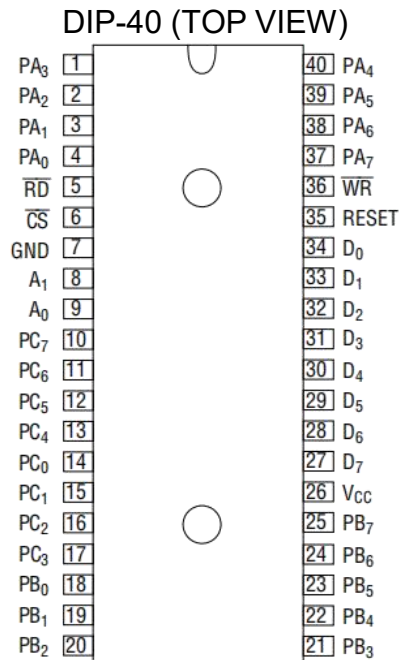 DIP-40 (TOP VIEW)
PA₃ 1 40 PA₄
PA₂ 2 39 PA₅
PA₁ 3 38 PA₆
PA₀ 4 37 PA₇
R̅D̅ 5 36 W̅R̅
C̅S̅ 6 35 RESET
GND 7 34 D₀
A₁ 8 33 D₁
A₀ 9 32 D₂
PC₇ 10 31 D₃
PC₆ 11 30 D₄
PC₅ 12 29 D₅
PC₄ 13 28 D₆
PC₀ 14 27 D₇
PC₁ 15 26 V_CC
PC₂ 16 25 PB₇
PC₃ 17 24 PB₆
PB₀ 18 23 PB₅
PB₁ 19 22 PB₄
PB₂ 20 21 PB₃